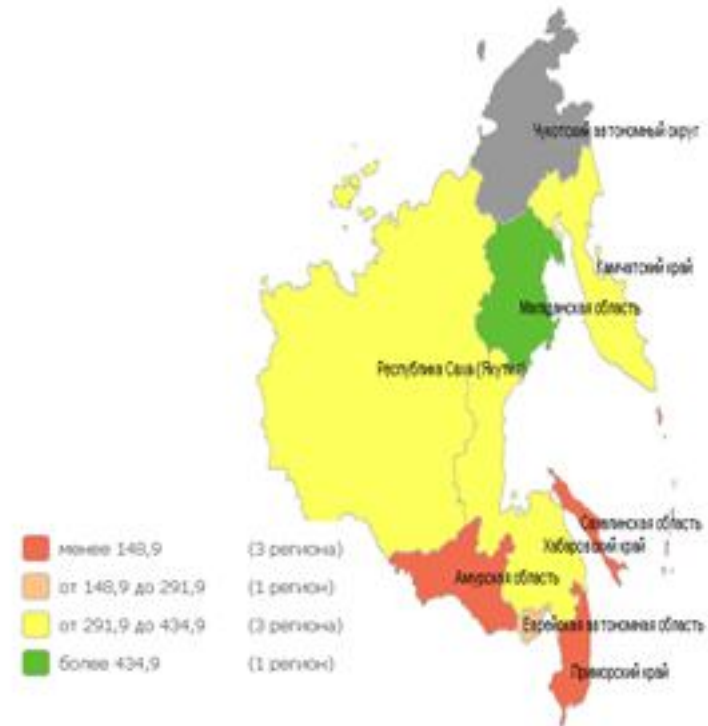 Чукотский автономный округ
Камчатский край
Магаданская область
Республика Саха (Якутия)
Сахалинская область
Хабаровский край
Амурская область
Еврейская автономная область
Приморский край
менее 148,9 (3 региона)
от 148,9 до 291,9 (1 регион)
от 291,9 до 434,9 (3 региона)
более 434,9 (1 регион)